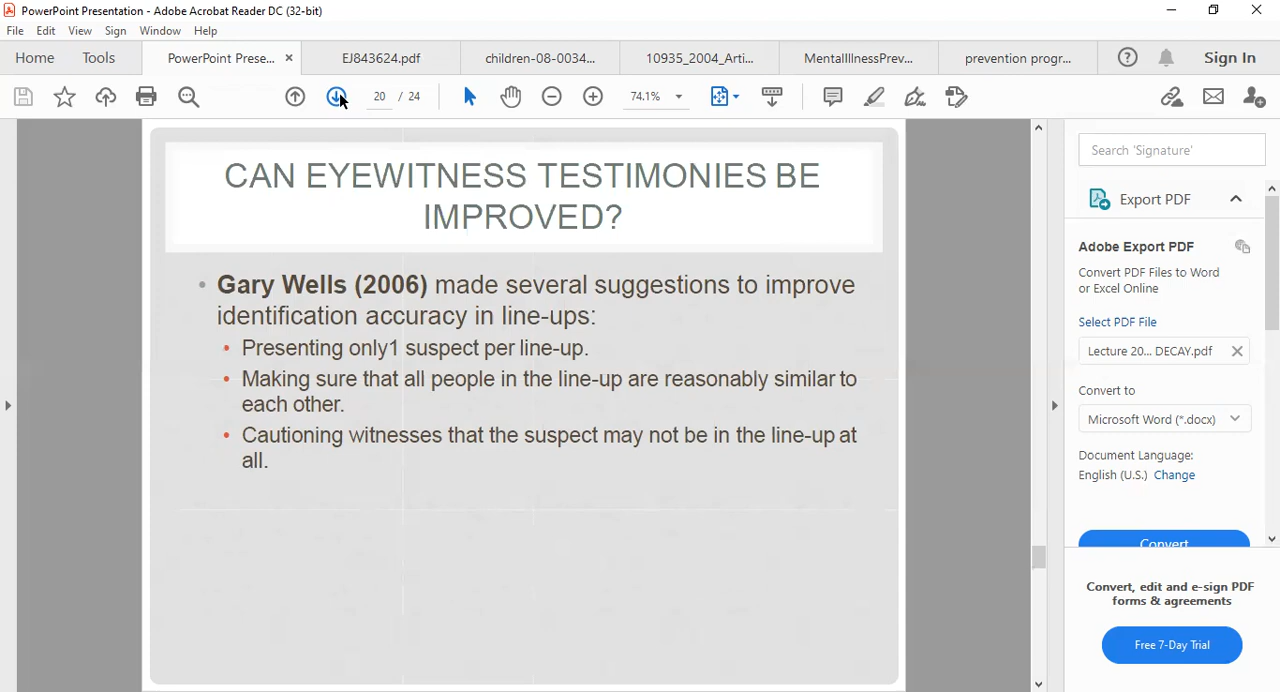 PowerPoint Presentation - Adobe Acrobat Reader DC (32-bit)
File Edit View Sign Window Help
Home Tools PowerPoint Prese... × EJ843624.pdf children-08-0034... 10935_2004_Arti... MentalIllnessPrev... prevention progr... Sign In
20 / 24 74.1%
CAN EYEWITNESS TESTIMONIES BE
IMPROVED?
• Gary Wells (2006) made several suggestions to improve
identification accuracy in line-ups:
• Presenting only1 suspect per line-up.
• Making sure that all people in the line-up are reasonably similar to
each other.
• Cautioning witnesses that the suspect may not be in the line-up at
all.
Search 'Signature'
Export PDF
Adobe Export PDF
Convert PDF Files to Word
or Excel Online
Select PDF File
Lecture 20... DECAY.pdf
Convert to
Microsoft Word (*.docx)
Document Language:
English (U.S.) Change
Convert
Convert, edit and e-sign PDF
forms & agreements
Free 7-Day Trial